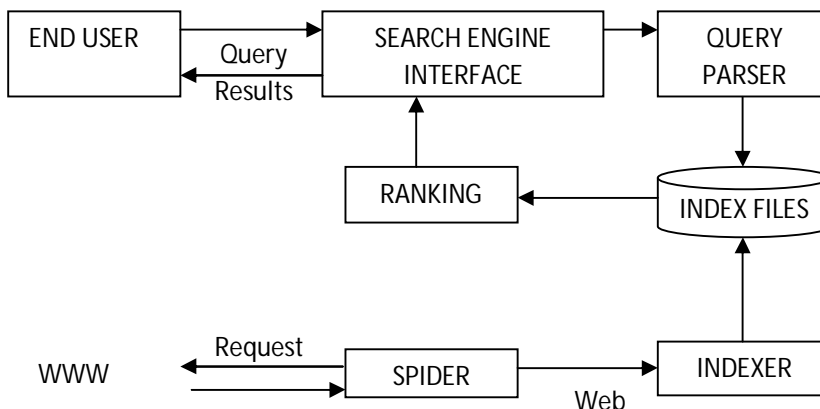 END USER
Query
Results
SEARCH ENGINE
INTERFACE
QUERY
PARSER
RANKING
INDEX FILES
WWW
Request
SPIDER
Web
INDEXER